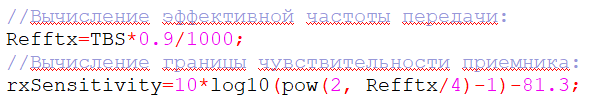 //Вычисление эффективной частоты передачи:
Refftx=TBS*0.9/1000;
//Вычисление границы чувствительности приемника:
rxSensitivity=10*log10(pow(2, Refftx/4)-1)-81.3;